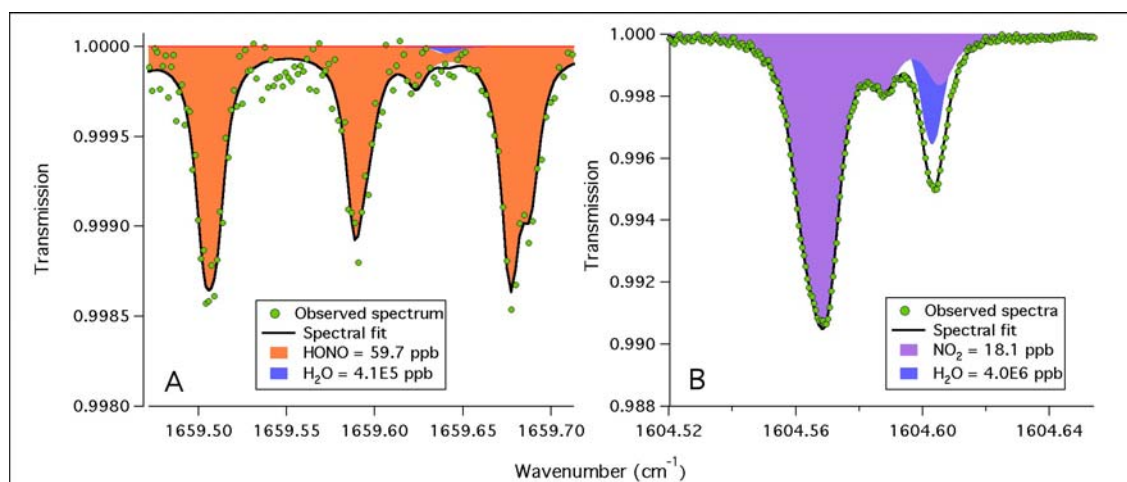 1.0000
0.9995
0.9990
0.9985
0.9980
Transmission
A
Observed spectrum
Spectral fit
HONO = 59.7 ppb
H₂O = 4.1E5 ppb
1659.50
1659.55
1659.60
1659.65
1659.70
1.000
0.998
0.996
0.994
0.992
0.990
0.988
Transmission
B
Observed spectra
Spectral fit
NO₂ = 18.1 ppb
H₂O = 4.0E6 ppb
1604.52
1604.56
1604.60
1604.64
Wavenumber (cm⁻¹)